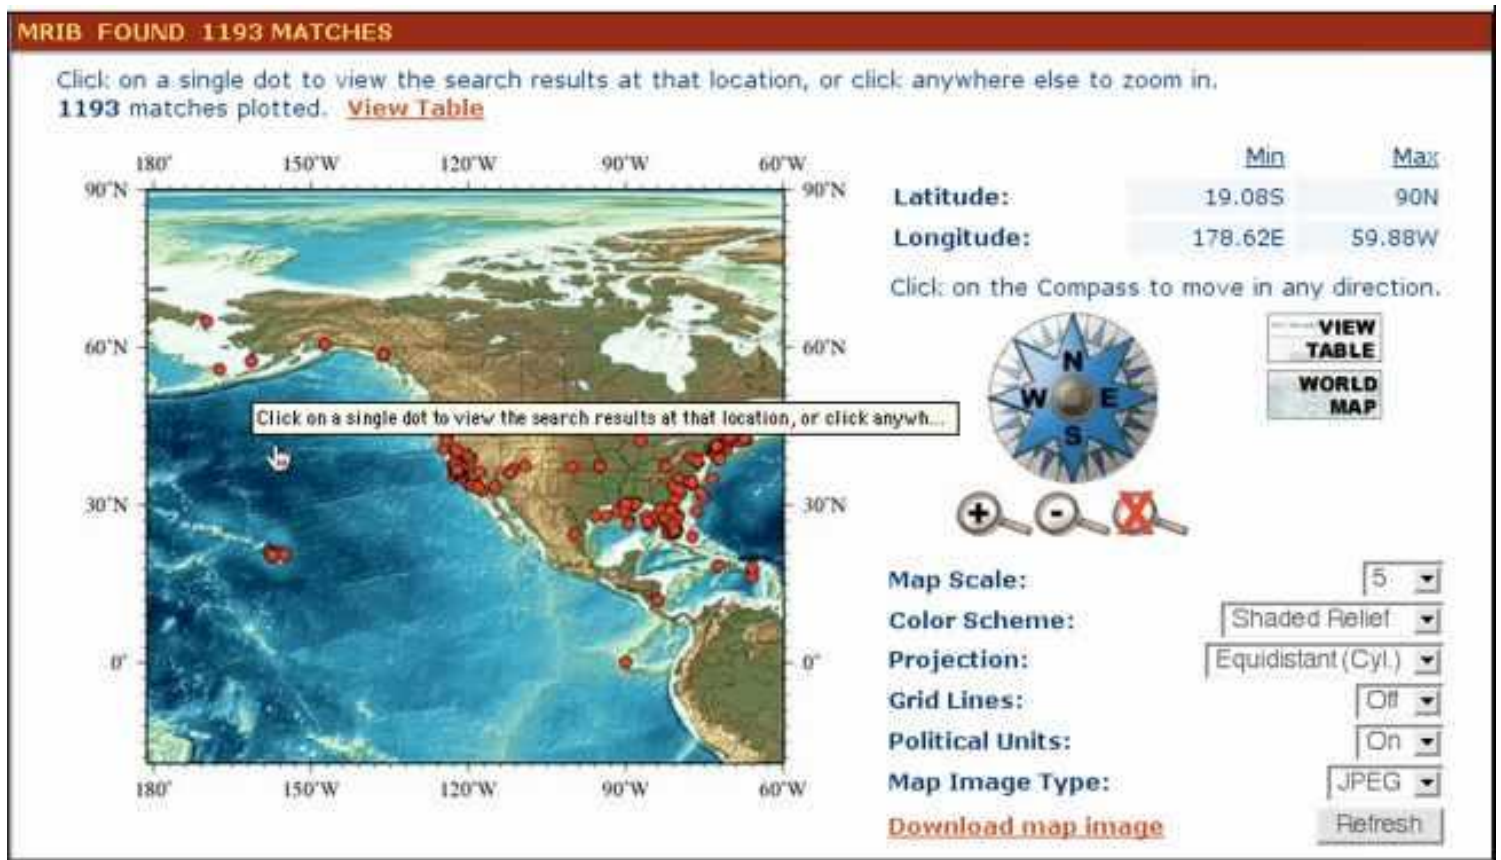 MRIB FOUND 1193 MATCHES
Click on a single dot to view the search results at that location, or click anywhere else to zoom in.
1193 matches plotted. View Table
180° 150°W 120°W 90°W 60°W
90°N 90°N
60°N 60°N
30°N 30°N
0° 0°
180° 150°W 120°W 90°W 60°W
Click on a single dot to view the search results at that location, or click anywh...
Min Max
Latitude: 19.08S 90N
Longitude: 178.62E 59.88W
Click on the Compass to move in any direction.
N
W E
S
VIEW
TABLE
WORLD
MAP
+ - X
Map Scale: 5
Color Scheme: Shaded Relief
Projection: Equidistant (Cyl.)
Grid Lines: Off
Political Units: On
Map Image Type: JPEG
Download map image Refresh